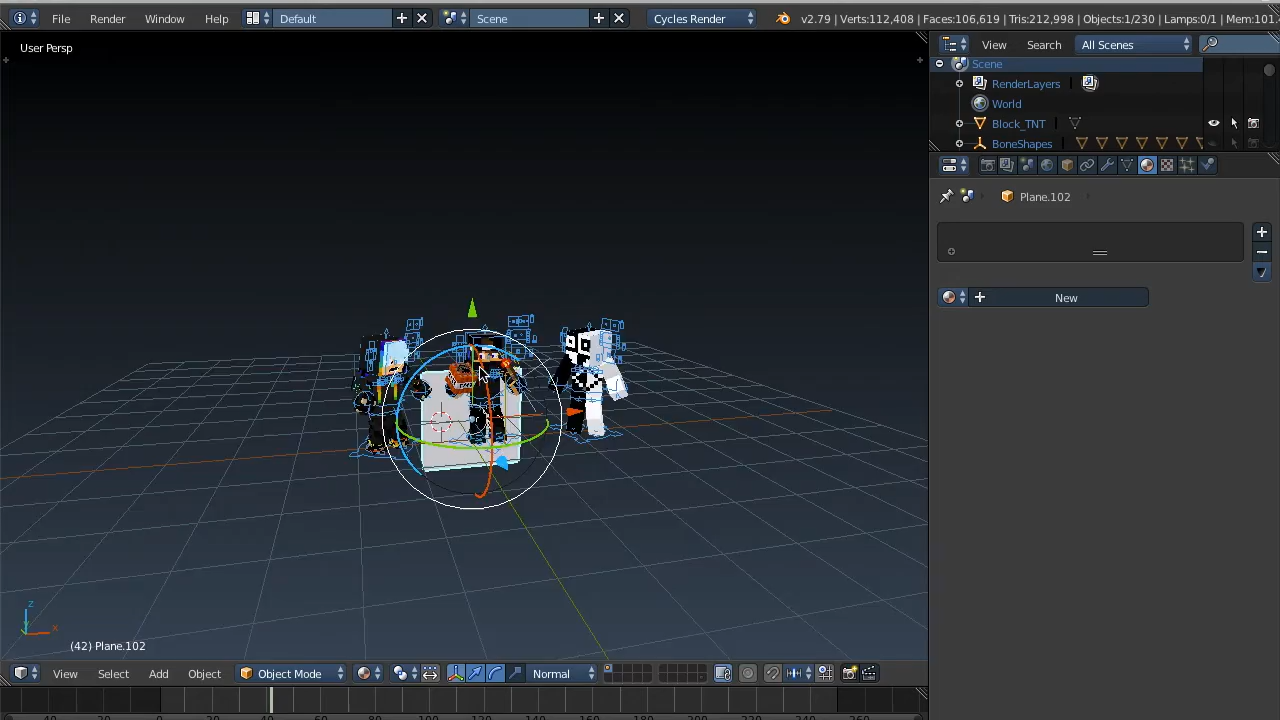 File Render Window Help Default Scene Cycles Render v2.79 | Verts:112,408 | Faces:106,619 | Tris:212,998 | Objects:1/230 | Lamps:0/1 | Mem:101.
User Persp
View Search All Scenes
Scene
RenderLayers
World
Block_TNT
BoneShapes
Plane.102
New
(42) Plane.102
View Select Add Object Object Mode Normal